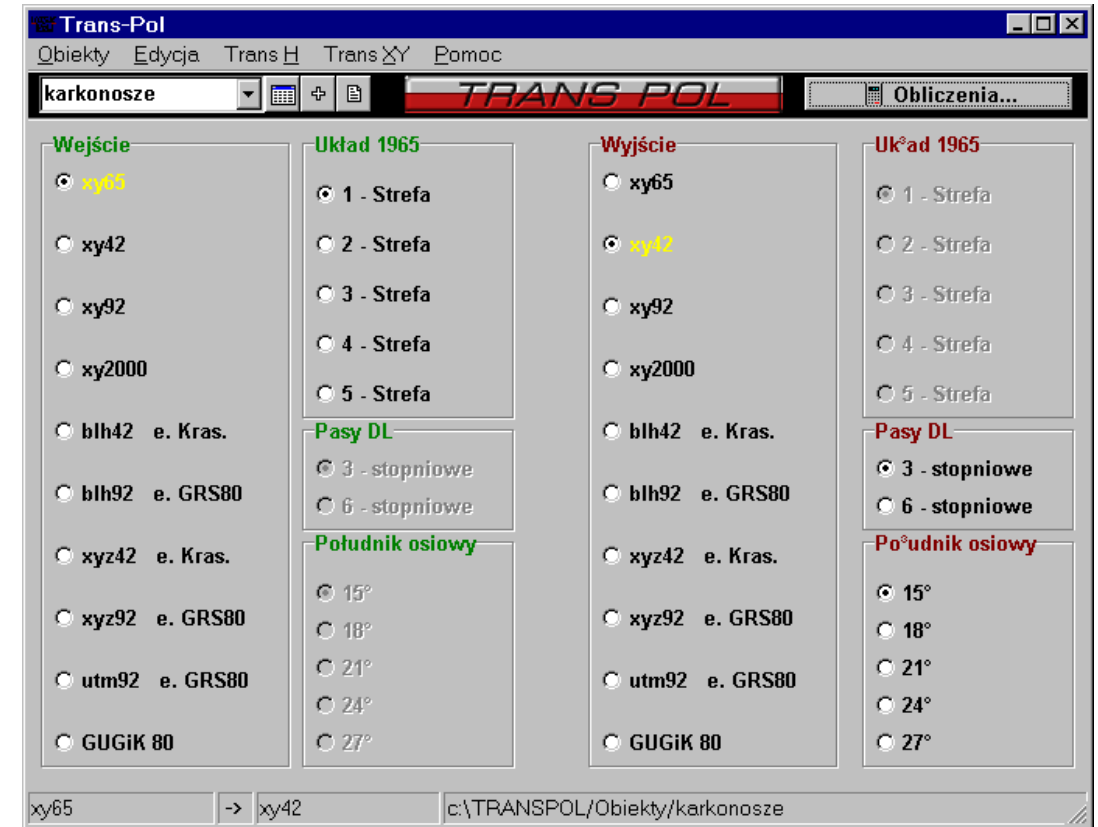 Trans-Pol
Obiekty Edycja Trans H Trans XY Pomoc
karkonosze
TRANS POL
Obliczenia...
Wejście
xy65
xy42
xy92
xy2000
blh42 e. Kras.
blh92 e. GRS80
xyz42 e. Kras.
xyz92 e. GRS80
utm92 e. GRS80
GUGiK 80
Układ 1965
1 - Strefa
2 - Strefa
3 - Strefa
4 - Strefa
5 - Strefa
Pasy DL
3 - stopniowe
6 - stopniowe
Południk osiowy
15°
18°
21°
24°
27°
Wyjście
xy65
xy42
xy92
xy2000
blh42 e. Kras.
blh92 e. GRS80
xyz42 e. Kras.
xyz92 e. GRS80
utm92 e. GRS80
GUGiK 80
Uk³ad 1965
1 - Strefa
2 - Strefa
3 - Strefa
4 - Strefa
5 - Strefa
Pasy DL
3 - stopniowe
6 - stopniowe
Po³udnik osiowy
15°
18°
21°
24°
27°
xy65 -> xy42 c:\TRANSPOL/Obiekty/karkonosze